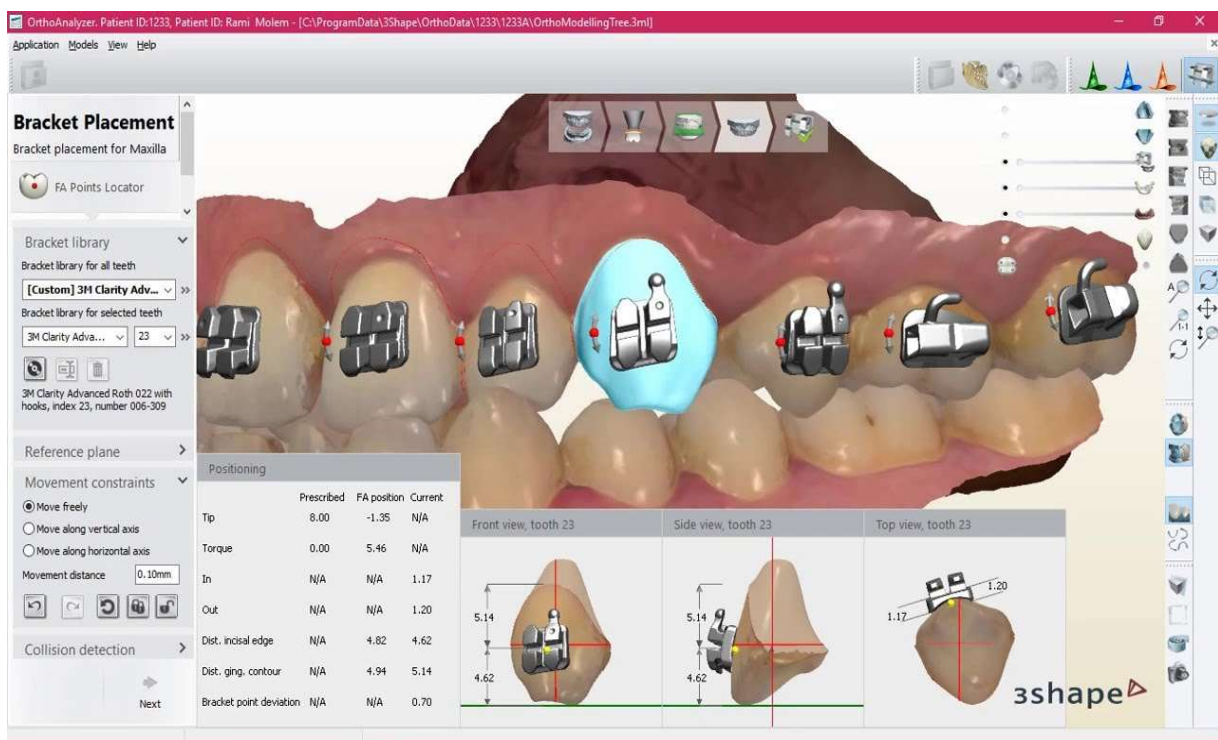 OrthoAnalyzer. Patient ID:1233, Patient ID: Rami Molem - [C:\ProgramData\3Shape\OrthoData\1233\1233A\OrthoModellingTree.3ml]
Application Models View Help
Bracket Placement
Bracket placement for Maxilla
FA Points Locator
Bracket library
Bracket library for all teeth
[Custom] 3M Clarity Adv...
Bracket library for selected teeth
3M Clarity Adva... 23
3M Clarity Advanced Roth 022 with
hooks, index 23, number 006-309
Reference plane
Movement constraints
Move freely
Move along vertical axis
Move along horizontal axis
Movement distance 0.10mm
Collision detection
Next
Positioning
Prescribed FA position Current
Tip 8.00 -1.35 N/A
Torque 0.00 5.46 N/A
In N/A N/A 1.17
Out N/A N/A 1.20
Dist. incisal edge N/A 4.82 4.62
Dist. ging. contour N/A 4.94 5.14
Bracket point deviation N/A N/A 0.70
Front view, tooth 23
5.14
4.62
Side view, tooth 23
5.14
4.62
Top view, tooth 23
1.20
1.17
3shape
A
1:1